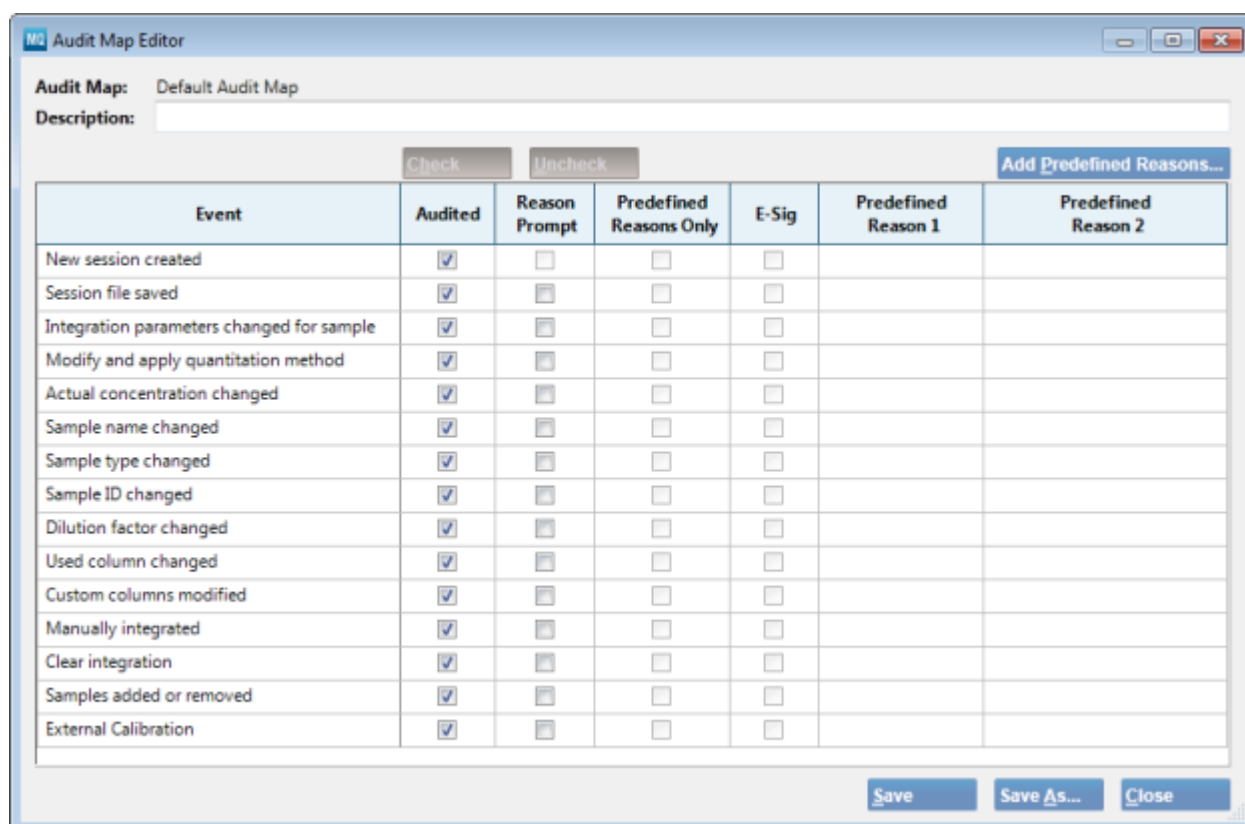 MQ Audit Map Editor
Audit Map: Default Audit Map
Description:
Check Uncheck Add Predefined Reasons...
Event Audited Reason Prompt Predefined Reasons Only E-Sig Predefined Reason 1 Predefined Reason 2
New session created
Session file saved
Integration parameters changed for sample
Modify and apply quantitation method
Actual concentration changed
Sample name changed
Sample type changed
Sample ID changed
Dilution factor changed
Used column changed
Custom columns modified
Manually integrated
Clear integration
Samples added or removed
External Calibration
Save Save As... Close